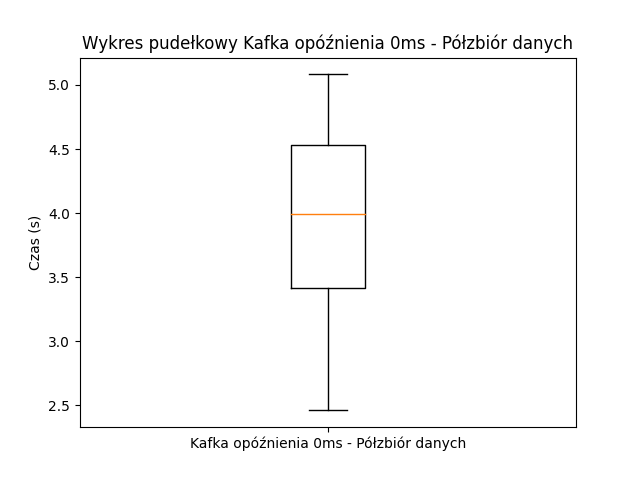 Wykres pudełkowy Kafka opóźnienia 0ms - Półzbiór danych
5.0
4.5
4.0
3.5
3.0
2.5
Czas (s)
Kafka opóźnienia 0ms - Półzbiór danych